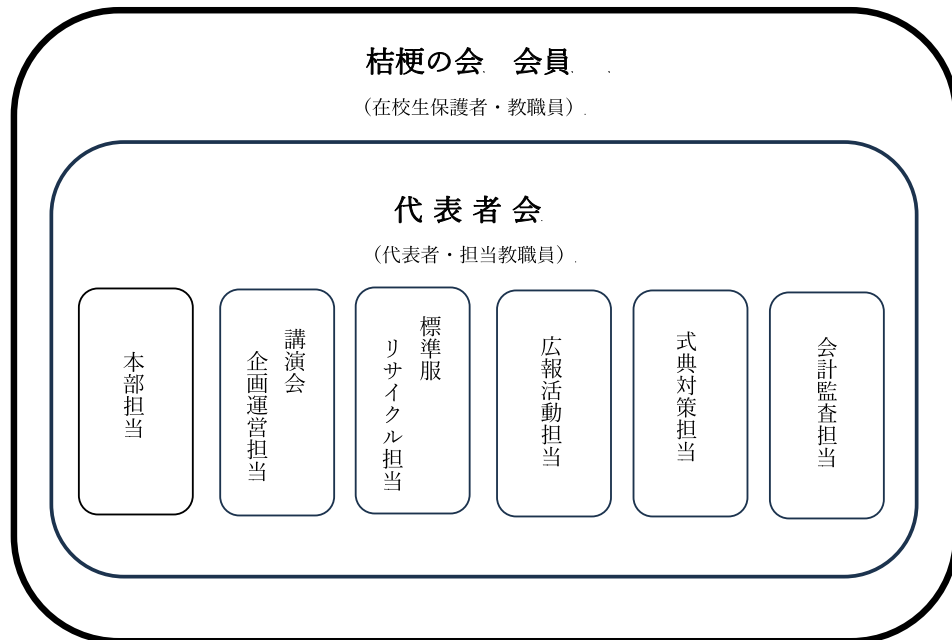 桔梗の会　会員
（在校生保護者・教職員）
代 表 者 会
（代表者・担当教職員）
本部担当
講演会
企画運営担当
標準服
リサイクル担当
広報活動担当
式典対策担当
会計監査担当